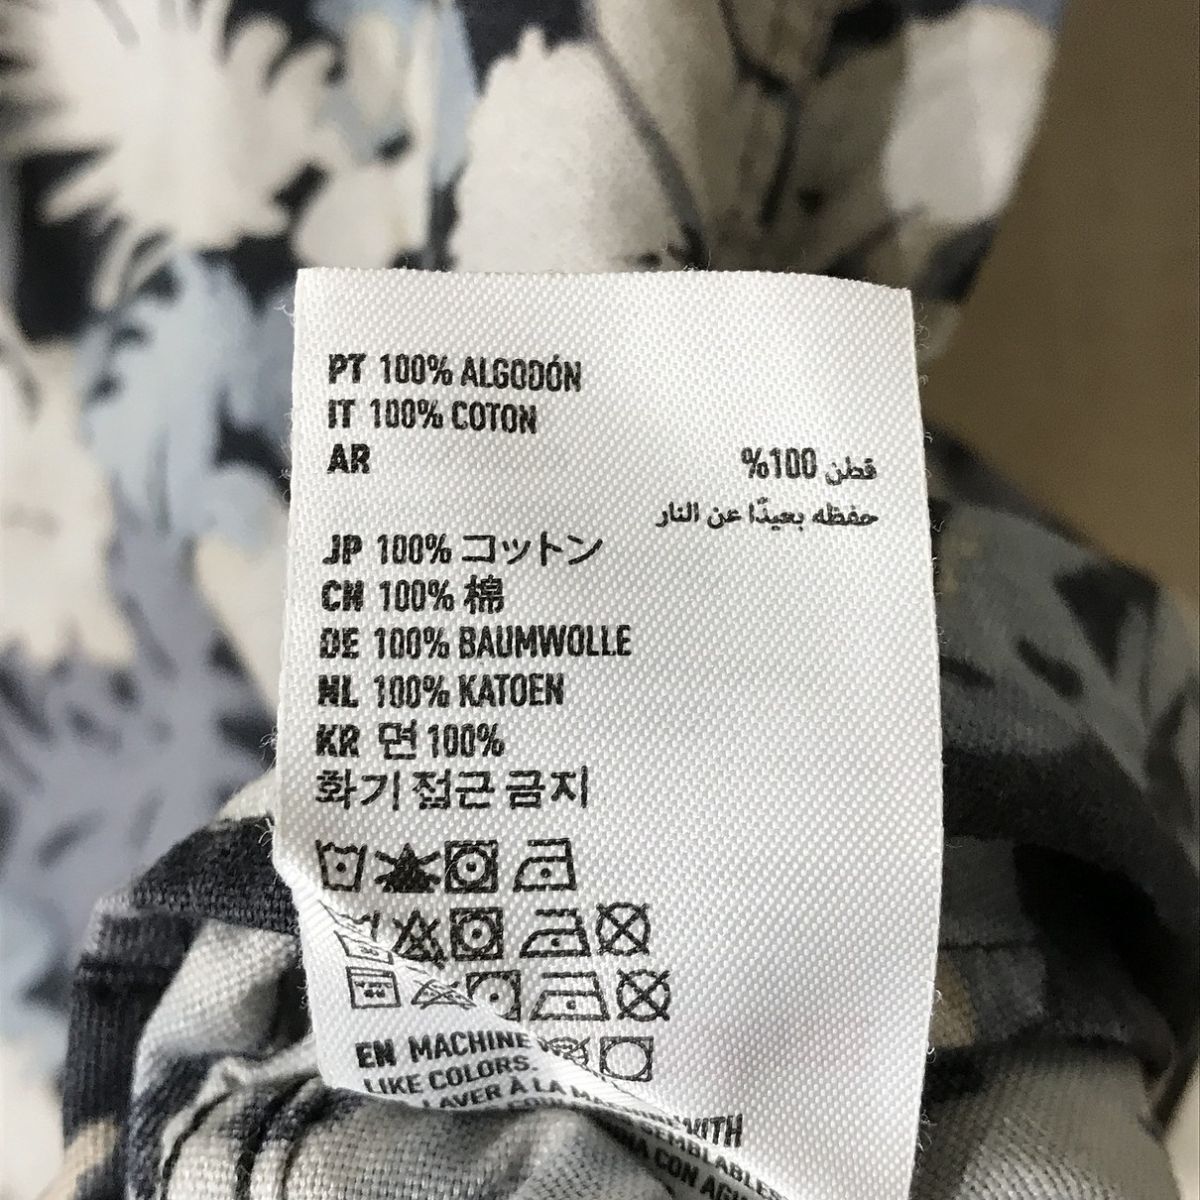 PT 100% ALGODÓN
IT 100% COTON
AR قطن 100%
حفظه بعيدًا عن النار
JP 100% コットン
CN 100% 棉
DE 100% BAUMWOLLE
NL 100% KATOEN
KR 면 100%
화기 접근 금지
EN MACHINE
WITH
LIKE COLORS.
LAVER À LA
CON